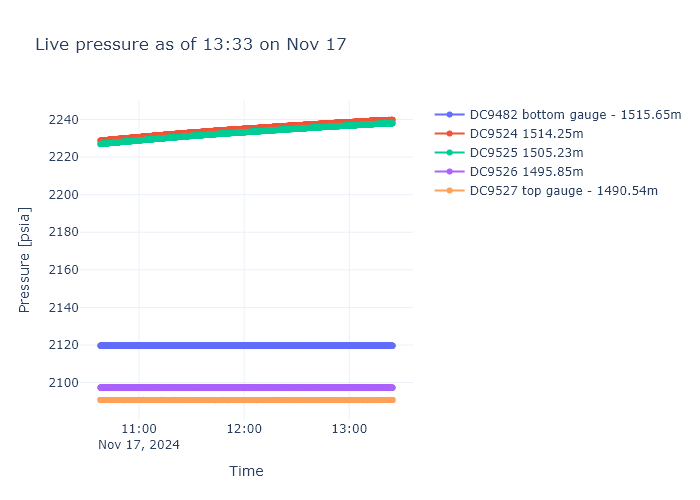 Live pressure as of 13:33 on Nov 17
DC9482 bottom gauge - 1515.65m
DC9524 1514.25m
DC9525 1505.23m
DC9526 1495.85m
DC9527 top gauge - 1490.54m
Pressure [psia]
2240
2220
2200
2180
2160
2140
2120
2100
11:00
12:00
13:00
Nov 17, 2024
Time